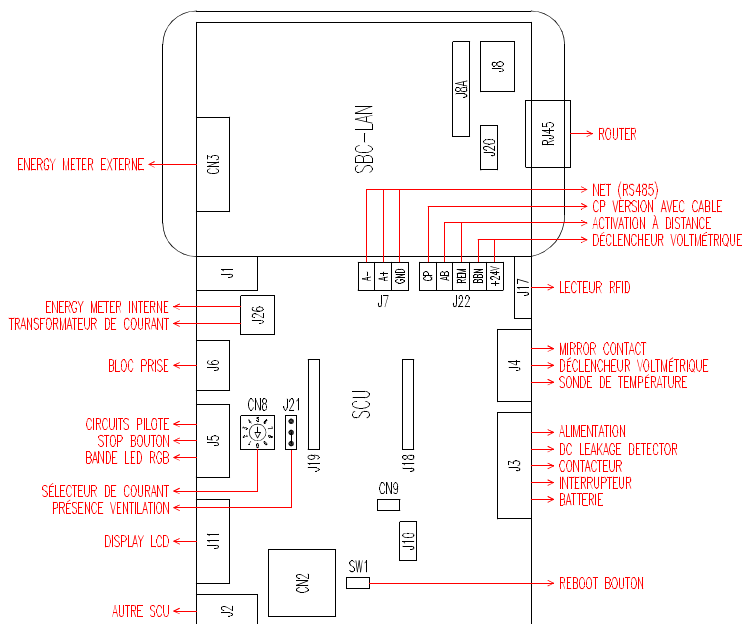 J8
J8A
SBC-LAN
RJ45
ROUTER
J20
ENERGY METER EXTERNE
CN3
NET (RS485)
CP VERSION AVEC CABLE
ACTIVATION À DISTANCE
DÉCLENCHEUR VOLTMÉTRIQUE
J1
A-
A+
GND
CP
AB
REM
BBN
+24V
J17
LECTEUR RFID
J7
J22
ENERGY METER INTERNE
TRANSFORMATEUR DE COURANT
J26
MIRROR CONTACT
DÉCLENCHEUR VOLTMÉTRIQUE
SONDE DE TEMPÉRATURE
J4
BLOC PRISE
J6
CN8
J21
SCU
CIRCUITS PILOTE
STOP BOUTON
BANDE LED RGB
J5
J19
J18
ALIMENTATION
DC LEAKAGE DETECTOR
CONTACTEUR
INTERRUPTEUR
BATTERIE
J3
SÉLECTEUR DE COURANT
PRÉSENCE VENTILATION
CN9
DISPLAY LCD
J11
J10
CN2
SW1
REBOOT BOUTON
AUTRE SCU
J2